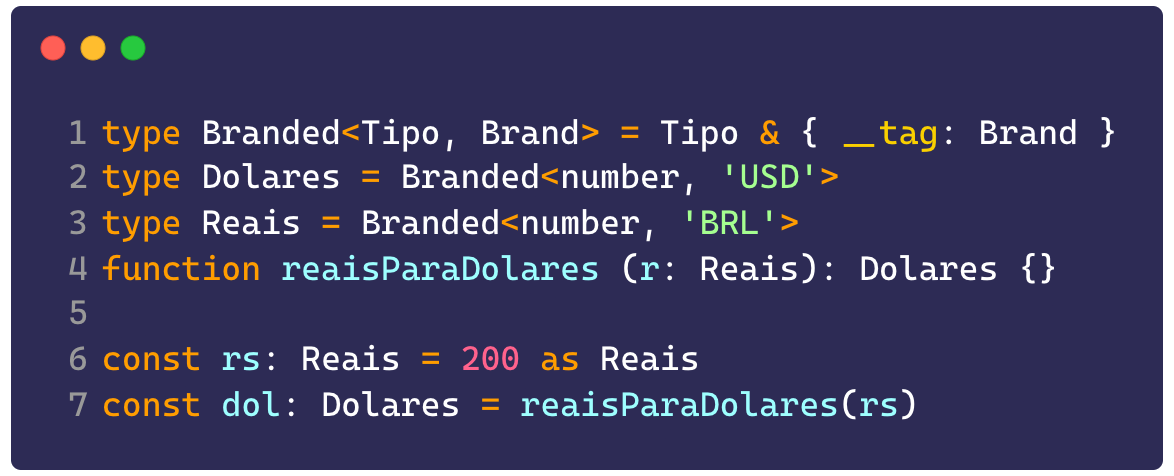 1 type Branded<Tipo, Brand> = Tipo & { __tag: Brand }
2 type Dolares = Branded<number, 'USD'>
3 type Reais = Branded<number, 'BRL'>
4 function reaisParaDolares (r: Reais): Dolares {}
5
6 const rs: Reais = 200 as Reais
7 const dol: Dolares = reaisParaDolares(rs)